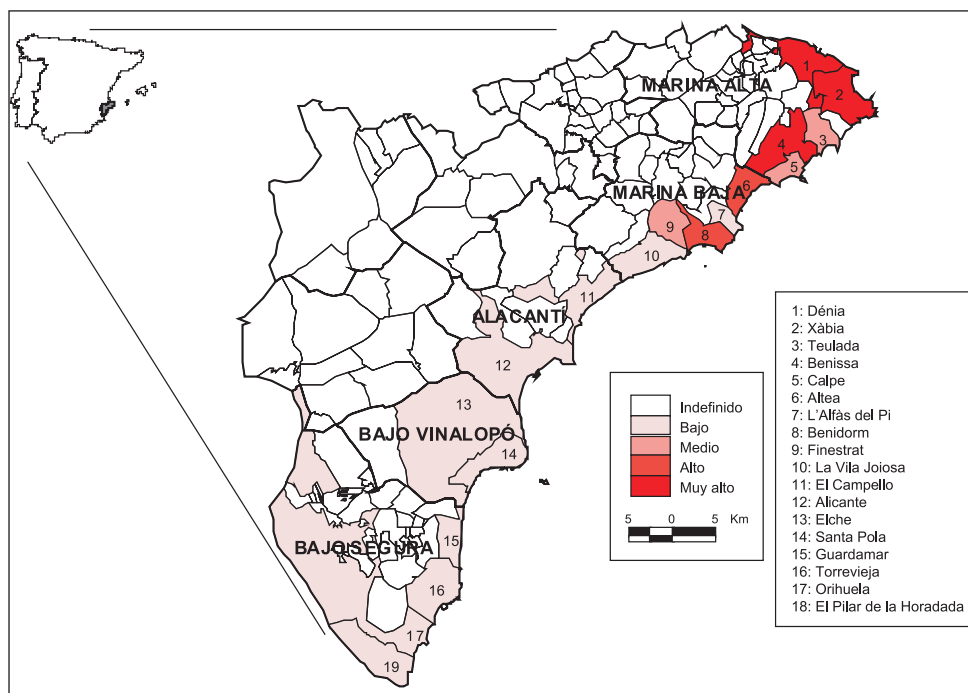 MARINA ALTA
1
2
3
4
5
MARINA BAJA
6
7
8
9
10
11
ALACANTÍ
12
13
BAJO VINALOPÓ
14
BAJO SEGURA
15
16
17
19
Indefinido
Bajo
Medio
Alto
Muy alto
5 0 5 Km
1: Dénia
2: Xàbia
3: Teulada
4: Benissa
5: Calpe
6: Altea
7: L'Alfàs del Pi
8: Benidorm
9: Finestrat
10: La Vila Joiosa
11: El Campello
12: Alicante
13: Elche
14: Santa Pola
15: Guardamar
16: Torrevieja
17: Orihuela
18: El Pilar de la Horadada